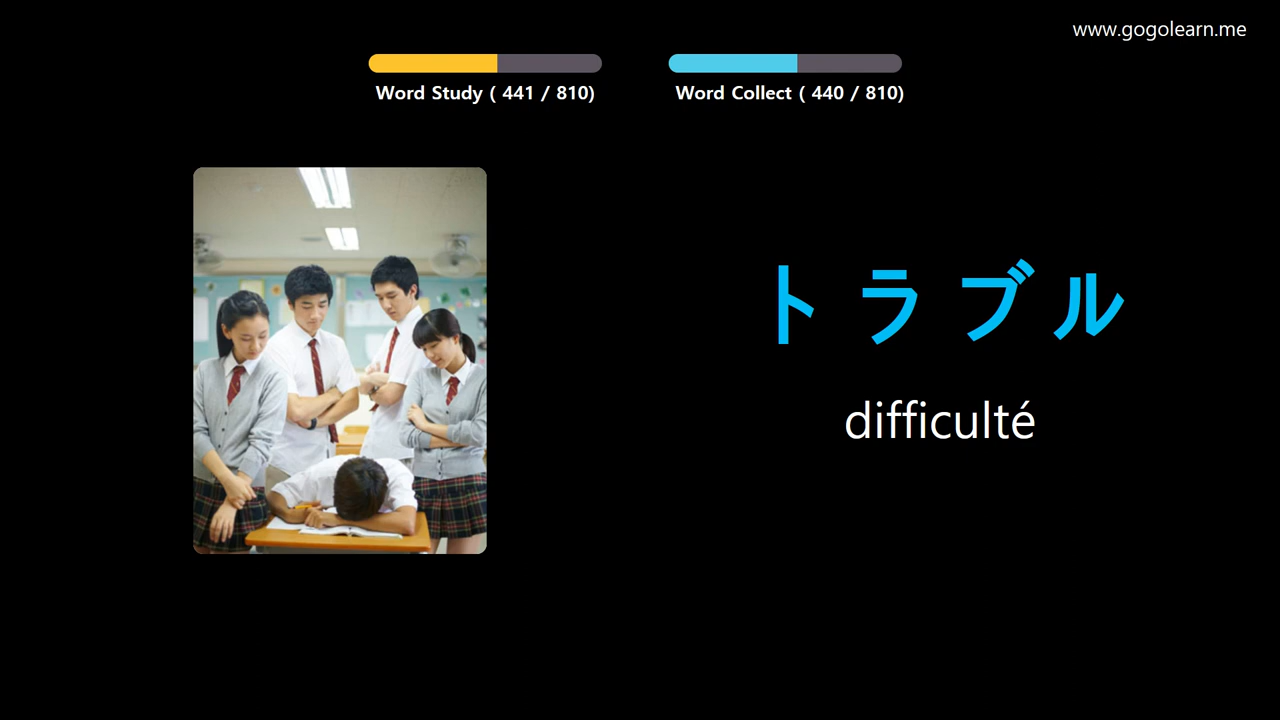 www.gogolearn.me
Word Study ( 441 / 810)
Word Collect ( 440 / 810)
トラブル
difficulté